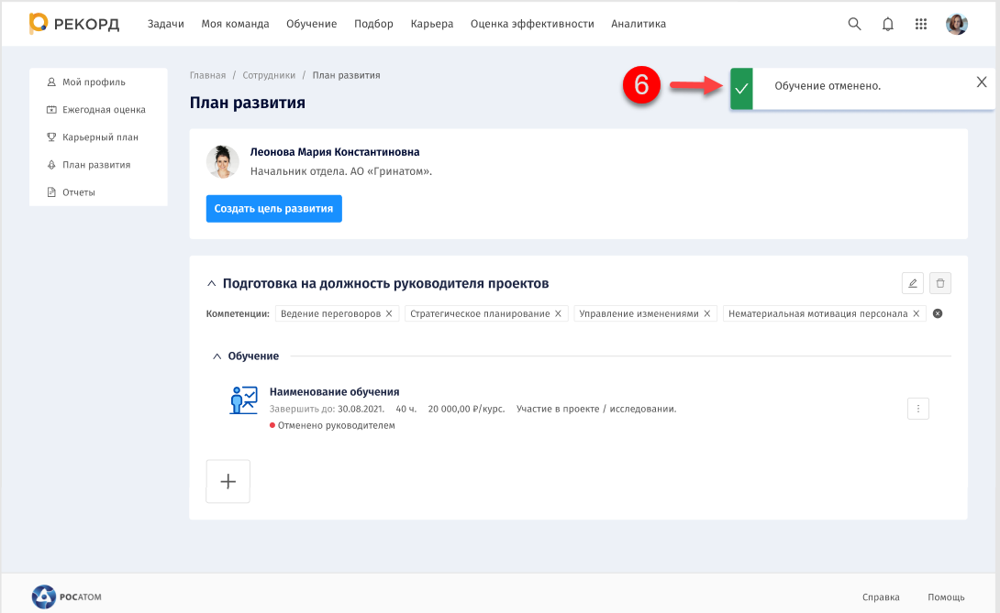 РЕКОРД Задачи Моя команда Обучение Подбор Карьера Оценка эффективности Аналитика
Мой профиль
Ежегодная оценка
Карьерный план
План развития
Отчеты
Главная / Сотрудники / План развития
План развития
6
Обучение отменено.
Леонова Мария Константиновна
Начальник отдела. АО «Гринатом».
Создать цель развития
Подготовка на должность руководителя проектов
Компетенции: Ведение переговоров X Стратегическое планирование X Управление изменениями X Нематериальная мотивация персонала X
Обучение
Наименование обучения
Завершить до: 30.08.2021. 40 ч. 20 000,00 ₽/курс. Участие в проекте / исследовании.
Отменено руководителем
РОСАТОМ Справка Помощь